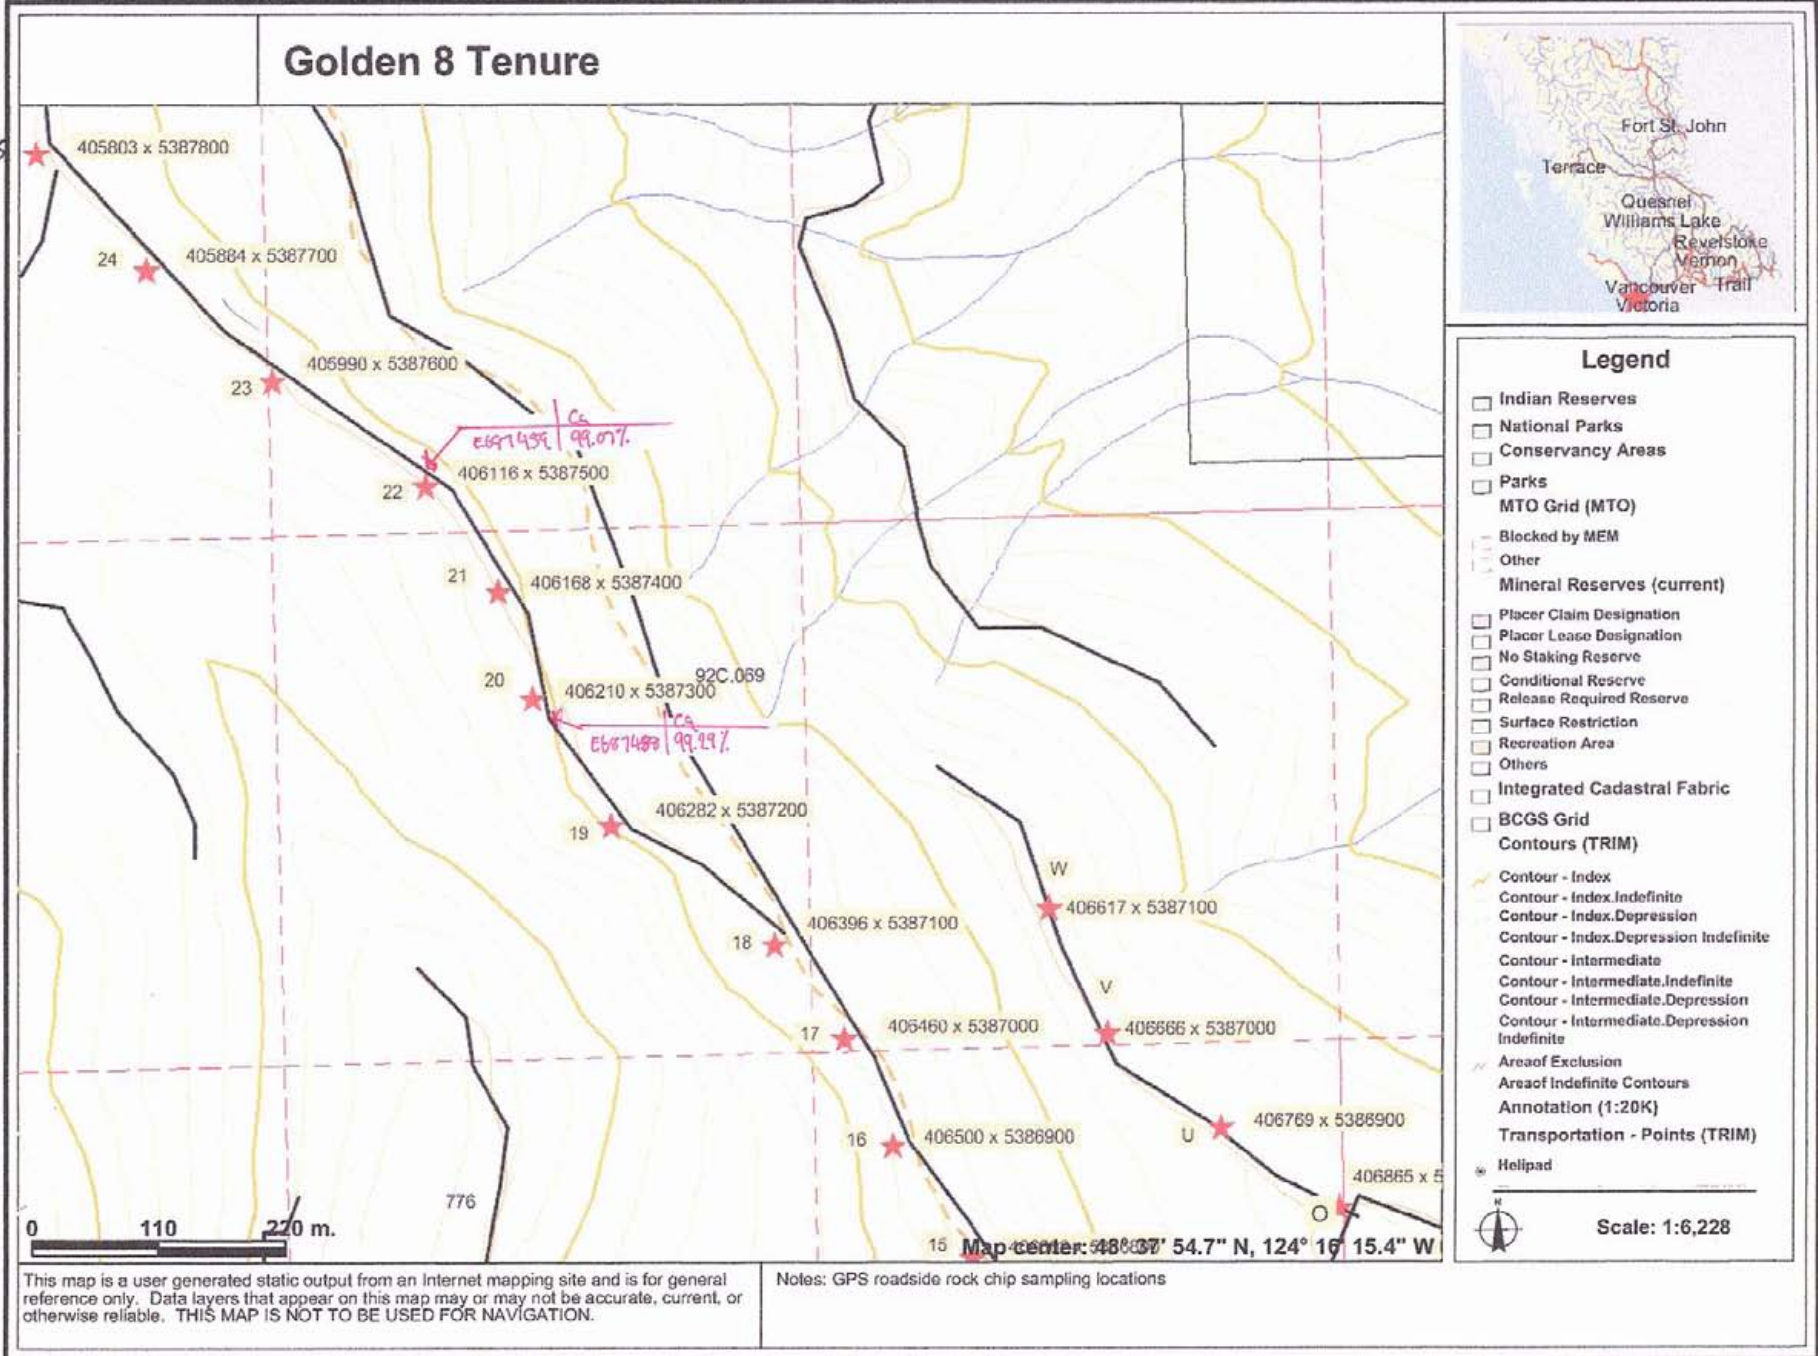 Golden 8 Tenure
405803 x 5387800
24
405884 x 5387700
405990 x 5387600
23
Ca
99.07%
406116 x 5387500
22
21
406168 x 5387400
20
92C.069
406210 x 5387300
Ca
99.29%
406282 x 5387200
19
W
406617 x 5387100
406396 x 5387100
18
V
17
406460 x 5387000
406666 x 5387000
16
406500 x 5386900
U
406769 x 5386900
406865 x 5
O
776
0 110 220 m.
15
Map center: 48° 37' 54.7" N, 124° 16' 15.4" W
Fort St. John
Terrace
Quesnel
Williams Lake
Revelstoke
Vernon
Vancouver Trail
Victoria
Legend
Indian Reserves
National Parks
Conservancy Areas
Parks
MTO Grid (MTO)
Blocked by MEM
Other
Mineral Reserves (current)
Placer Claim Designation
Placer Lease Designation
No Staking Reserve
Conditional Reserve
Release Required Reserve
Surface Restriction
Recreation Area
Others
Integrated Cadastral Fabric
BCGS Grid
Contours (TRIM)
Contour - Index
Contour - Index.Indefinite
Contour - Index.Depression
Contour - Index.Depression Indefinite
Contour - Intermediate
Contour - Intermediate.Indefinite
Contour - Intermediate.Depression
Contour - Intermediate.Depression
Indefinite
Areaof Exclusion
Areaof Indefinite Contours
Annotation (1:20K)
Transportation - Points (TRIM)
Helipad
N
Scale: 1:6,228
This map is a user generated static output from an Internet mapping site and is for general
reference only. Data layers that appear on this map may or may not be accurate, current, or
otherwise reliable. THIS MAP IS NOT TO BE USED FOR NAVIGATION.
Notes: GPS roadside rock chip sampling locations